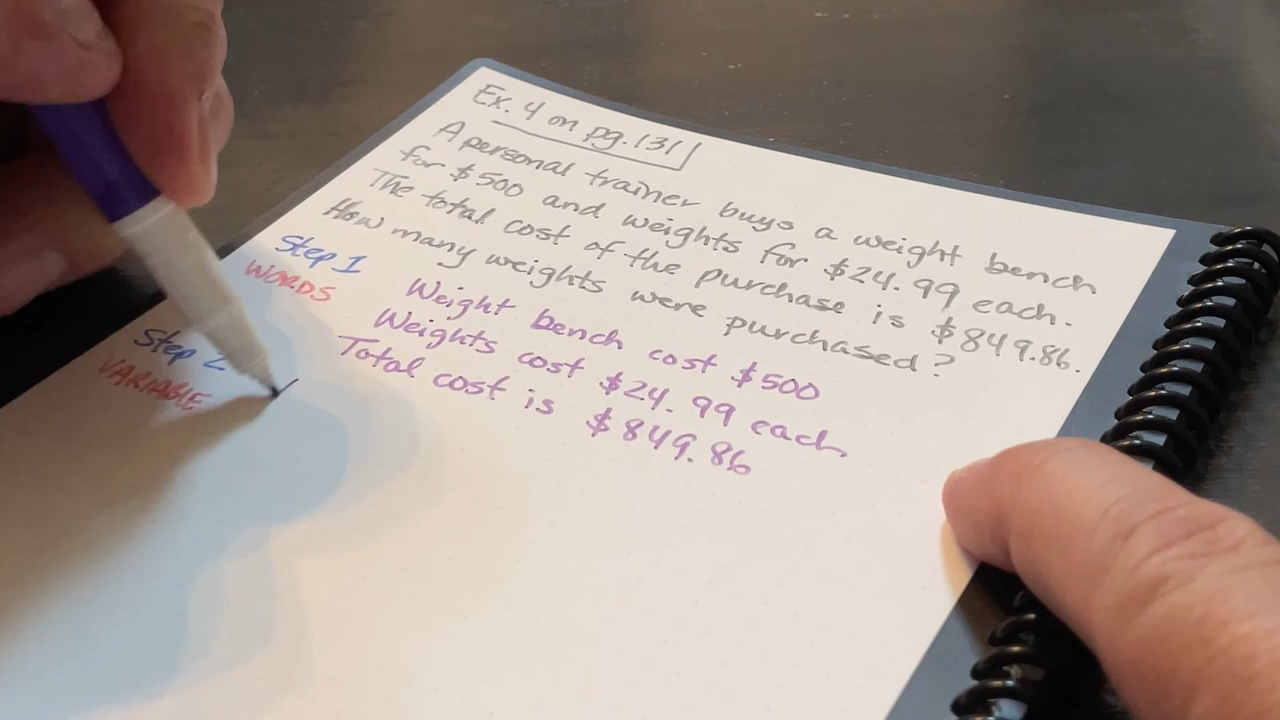 Ex. 4 on pg. 131
A personal trainer buys a weight bench
for $500 and weights for $24.99 each.
The total cost of the purchase is $849.86.
How many weights were purchased?
Step 1
WORDS
Weight bench cost $500
Weights cost $24.99 each
Total cost is $849.86
Step 2
VARIABLE